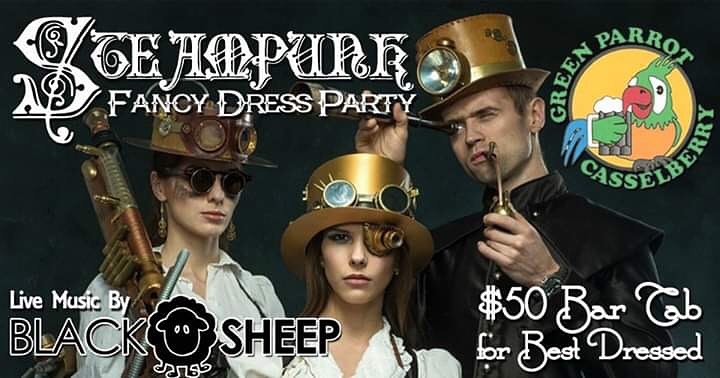 STEAMPUNK
FANCY DRESS PARTY
GREEN PARROT
CASSELBERRY
Live Music By
BLACK SHEEP
$50 Bar Tab
for Best Dressed